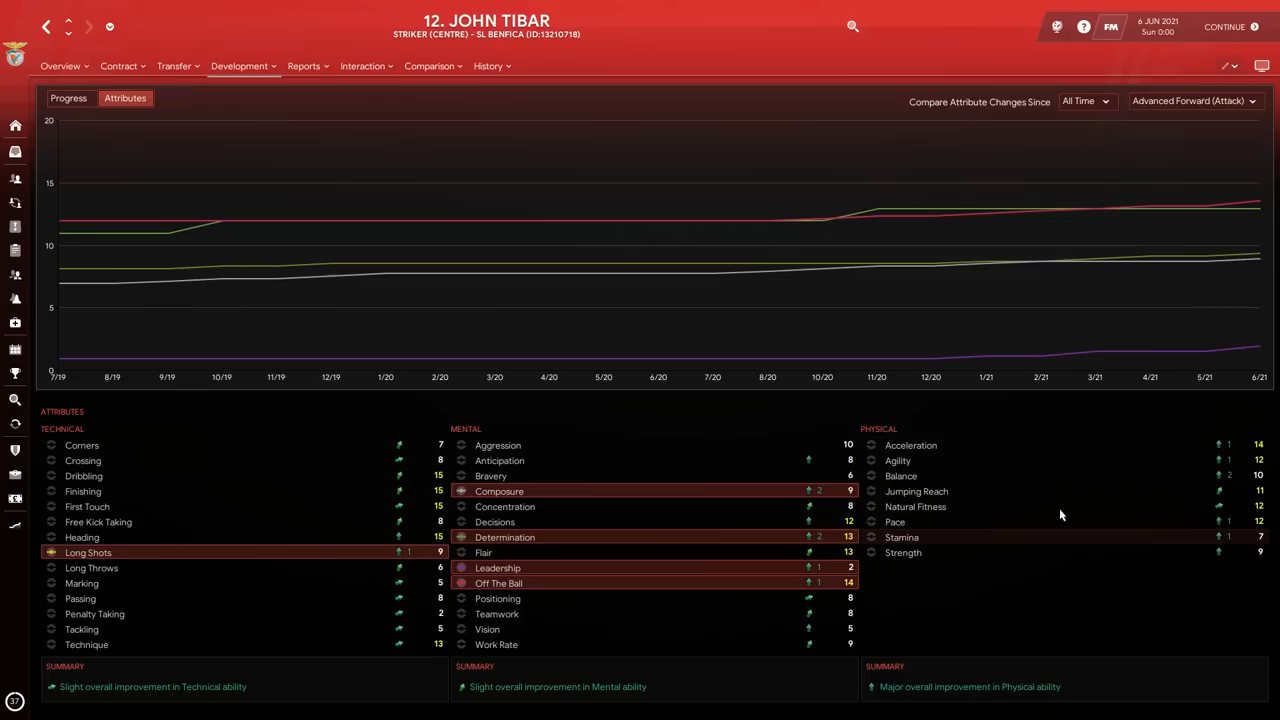 12. JOHN TIBAR
STRIKER (CENTRE) - SL BENFICA (ID:13210718)
FM
6 JUN 2021
Sun 0:00
CONTINUE
Overview
Contract
Transfer
Development
Reports
Interaction
Comparison
History
Progress
Attributes
Compare Attribute Changes Since
All Time
Advanced Forward (Attack)
20
15
10
5
0
7/19 8/19 9/19 10/19 11/19 12/19 1/20 2/20 3/20 4/20 5/20 6/20 7/20 8/20 10/20 11/20 12/20 1/21 2/21 3/21 4/21 5/21 6/21
ATTRIBUTES
TECHNICAL
Corners 7
Crossing 8
Dribbling 15
Finishing 15
First Touch 15
Free Kick Taking 8
Heading 15
Long Shots 1 9
Long Throws 6
Marking 5
Passing 8
Penalty Taking 2
Tackling 5
Technique 13
SUMMARY
Slight overall improvement in Technical ability
MENTAL
Aggression 10
Anticipation 8
Bravery 6
Composure 2 9
Concentration 8
Decisions 12
Determination 2 13
Flair 13
Leadership 1 2
Off The Ball 1 14
Positioning 8
Teamwork 8
Vision 5
Work Rate 9
SUMMARY
Slight overall improvement in Mental ability
PHYSICAL
Acceleration 1 14
Agility 1 12
Balance 2 10
Jumping Reach 11
Natural Fitness 12
Pace 1 12
Stamina 1 7
Strength 9
SUMMARY
Major overall improvement in Physical ability
37